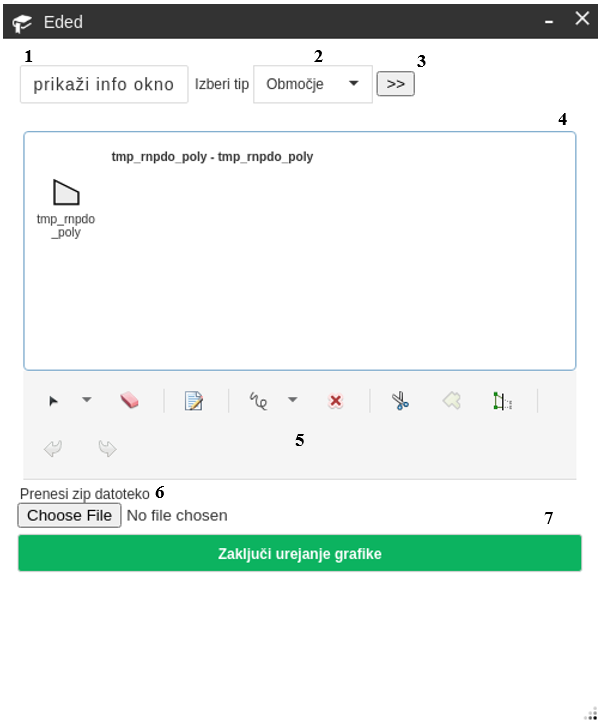 Eded
1
2
3
prikaži info okno
Izberi tip
Območje
>>
4
tmp_rnpdo_poly - tmp_rnpdo_poly
tmp_rnpdo
_poly
5
Prenesi zip datoteko
6
Choose File No file chosen
7
Zaključi urejanje grafike